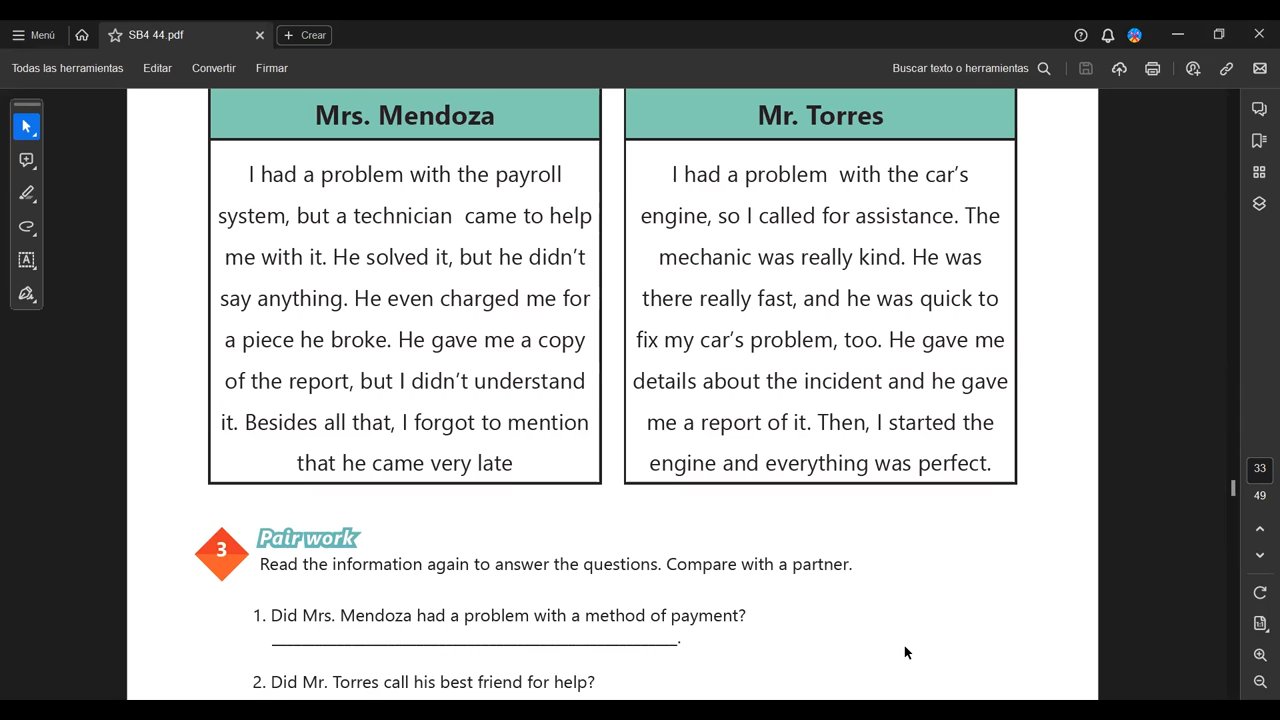 Menú
SB4 44.pdf
Crear
Todas las herramientas
Editar
Convertir
Firmar
Buscar texto o herramientas
Mrs. Mendoza
I had a problem with the payroll
system, but a technician came to help
me with it. He solved it, but he didn't
say anything. He even charged me for
a piece he broke. He gave me a copy
of the report, but I didn't understand
it. Besides all that, I forgot to mention
that he came very late
Mr. Torres
I had a problem with the car's
engine, so I called for assistance. The
mechanic was really kind. He was
there really fast, and he was quick to
fix my car's problem, too. He gave me
details about the incident and he gave
me a report of it. Then, I started the
engine and everything was perfect.
33
49
3
Pair work
Read the information again to answer the questions. Compare with a partner.
1. Did Mrs. Mendoza had a problem with a method of payment?
2. Did Mr. Torres call his best friend for help?